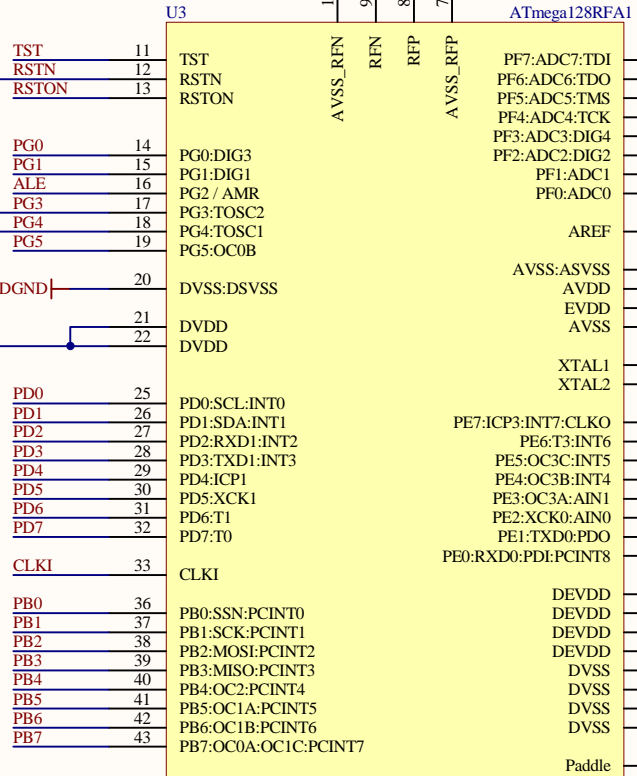 U3
ATmega128RFA1
1
9
8
7
AVSS_RFN
RFN
RFP
AVSS_RFP
TST 11 TST
RSTN 12 RSTN
RSTON 13 RSTON
PG0 14 PG0:DIG3
PG1 15 PG1:DIG1
ALE 16 PG2 / AMR
PG3 17 PG3:TOSC2
PG4 18 PG4:TOSC1
PG5 19 PG5:OC0B
DGND 20 DVSS:DSVSS
21 DVDD
22 DVDD
PD0 25 PD0:SCL:INT0
PD1 26 PD1:SDA:INT1
PD2 27 PD2:RXD1:INT2
PD3 28 PD3:TXD1:INT3
PD4 29 PD4:ICP1
PD5 30 PD5:XCK1
PD6 31 PD6:T1
PD7 32 PD7:T0
CLKI 33 CLKI
PB0 36 PB0:SSN:PCINT0
PB1 37 PB1:SCK:PCINT1
PB2 38 PB2:MOSI:PCINT2
PB3 39 PB3:MISO:PCINT3
PB4 40 PB4:OC2:PCINT4
PB5 41 PB5:OC1A:PCINT5
PB6 42 PB6:OC1B:PCINT6
PB7 43 PB7:OC0A:OC1C:PCINT7
PF7:ADC7:TDI
PF6:ADC6:TDO
PF5:ADC5:TMS
PF4:ADC4:TCK
PF3:ADC3:DIG4
PF2:ADC2:DIG2
PF1:ADC1
PF0:ADC0
AREF
AVSS:ASVSS
AVDD
EVDD
AVSS
XTAL1
XTAL2
PE7:ICP3:INT7:CLKO
PE6:T3:INT6
PE5:OC3C:INT5
PE4:OC3B:INT4
PE3:OC3A:AIN1
PE2:XCK0:AIN0
PE1:TXD0:PDO
PE0:RXD0:PDI:PCINT8
DEVDD
DEVDD
DEVDD
DEVDD
DVSS
DVSS
DVSS
DVSS
Paddle